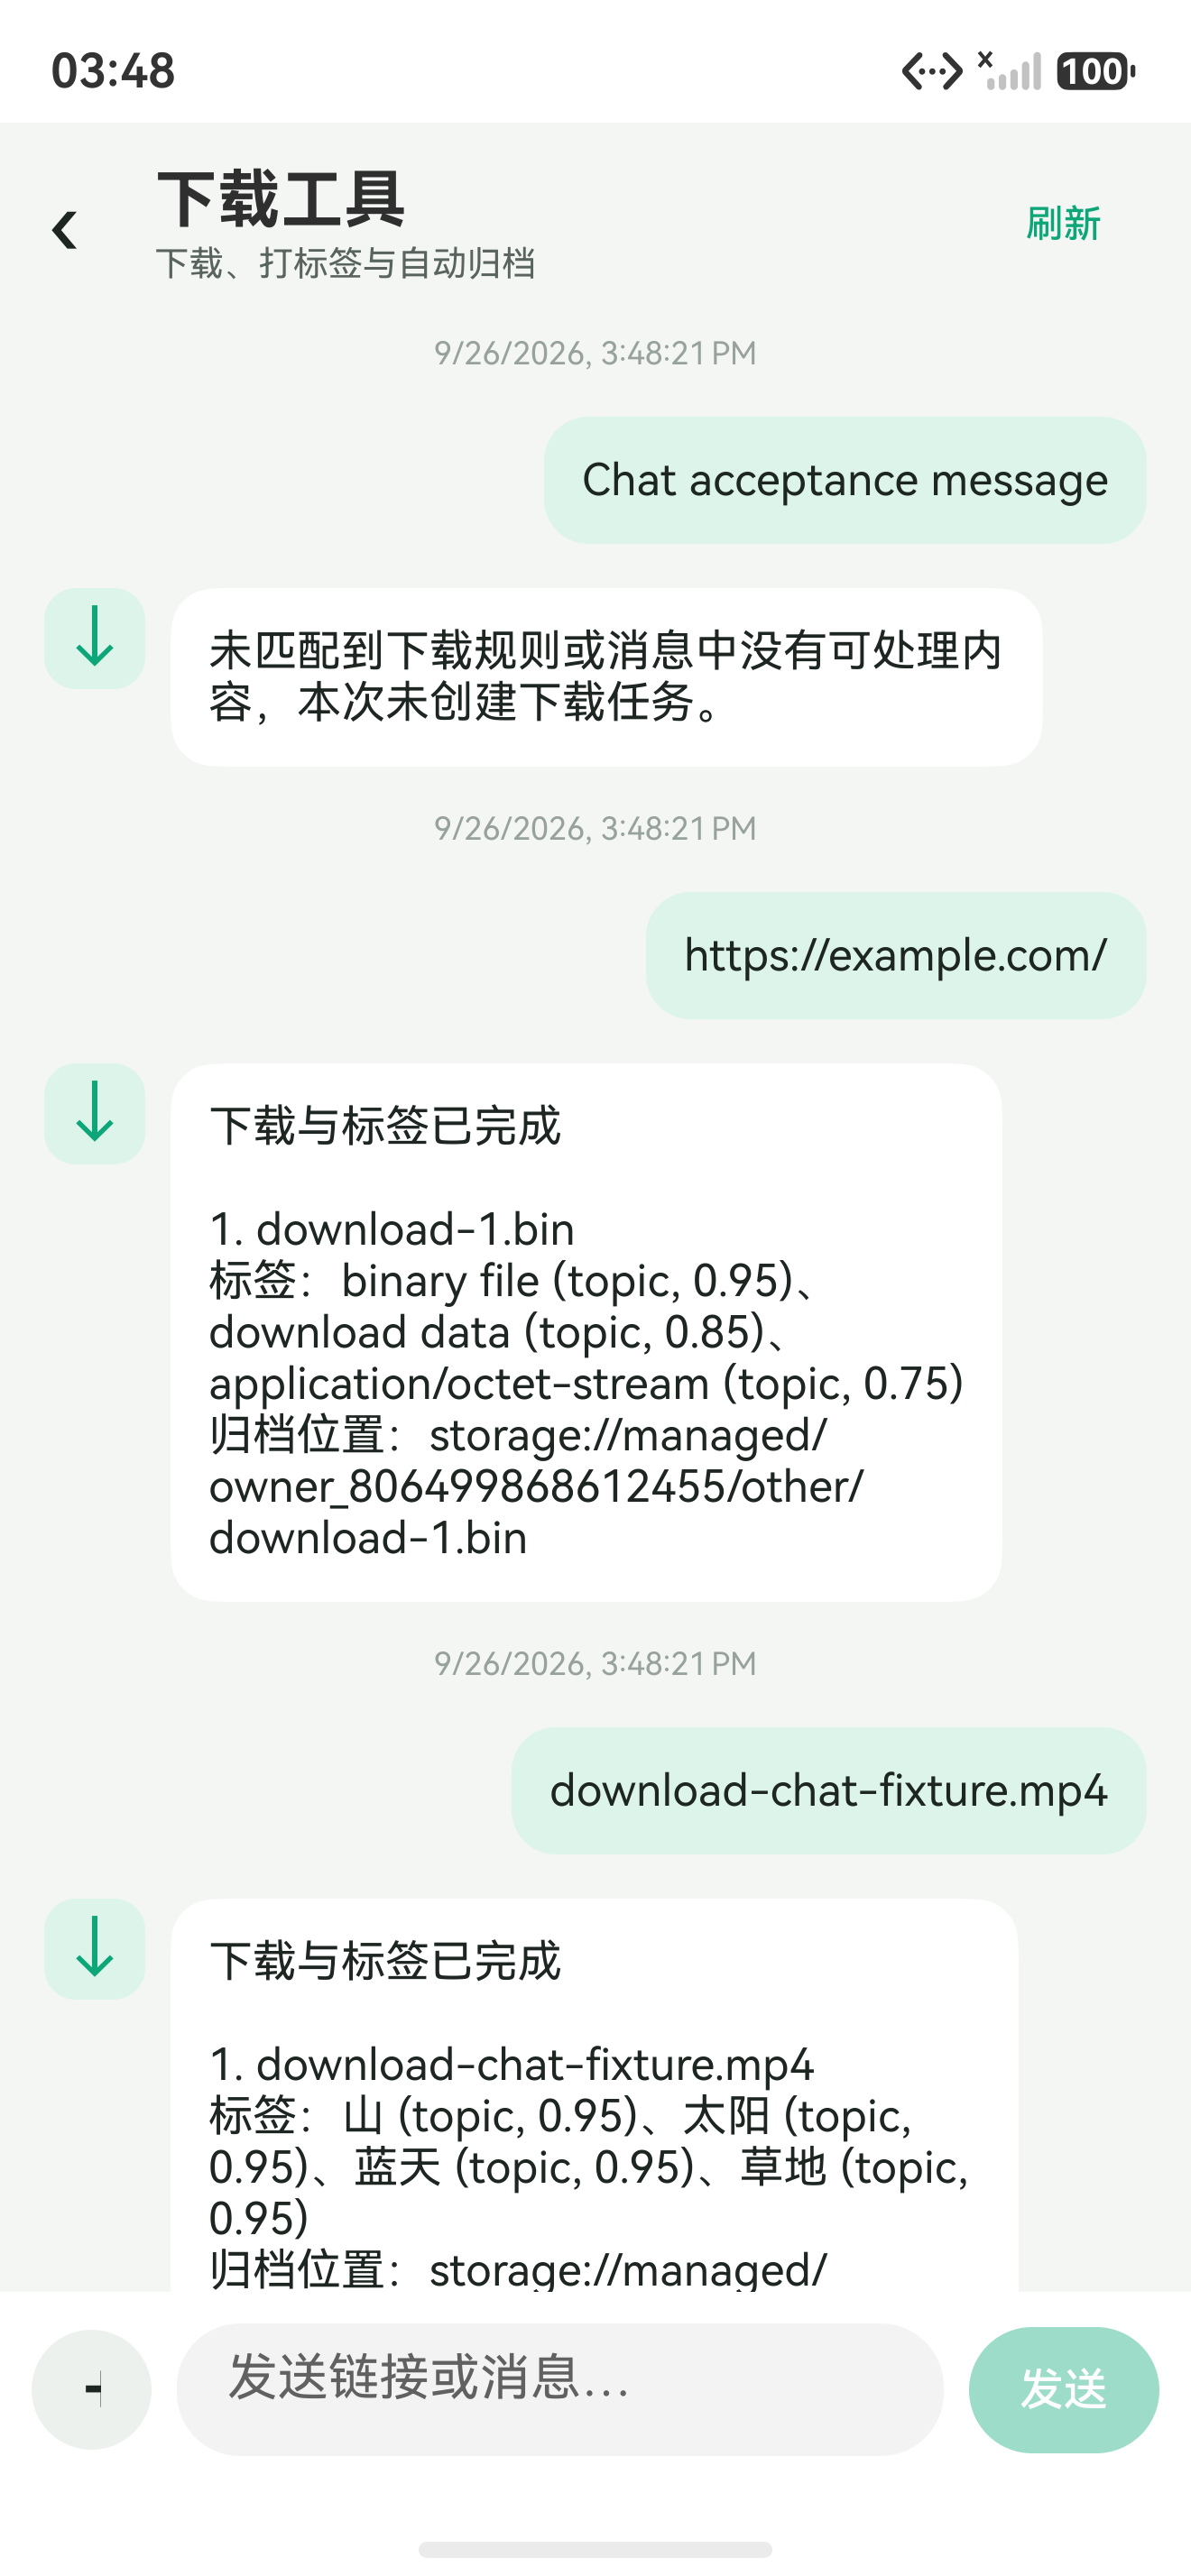 03:48
100
下载工具
下载、打标签与自动归档
刷新
9/26/2026, 3:48:21 PM
Chat acceptance message
未匹配到下载规则或消息中没有可处理内
容，本次未创建下载任务。
9/26/2026, 3:48:21 PM
https://example.com/
下载与标签已完成
1. download-1.bin
标签：binary file (topic, 0.95)、
download data (topic, 0.85)、
application/octet-stream (topic, 0.75)
归档位置：storage://managed/
owner_806499868612455/other/
download-1.bin
9/26/2026, 3:48:21 PM
download-chat-fixture.mp4
下载与标签已完成
1. download-chat-fixture.mp4
标签：山 (topic, 0.95)、太阳 (topic,
0.95)、蓝天 (topic, 0.95)、草地 (topic,
0.95)
归档位置：storage://managed/
发送链接或消息...
发送